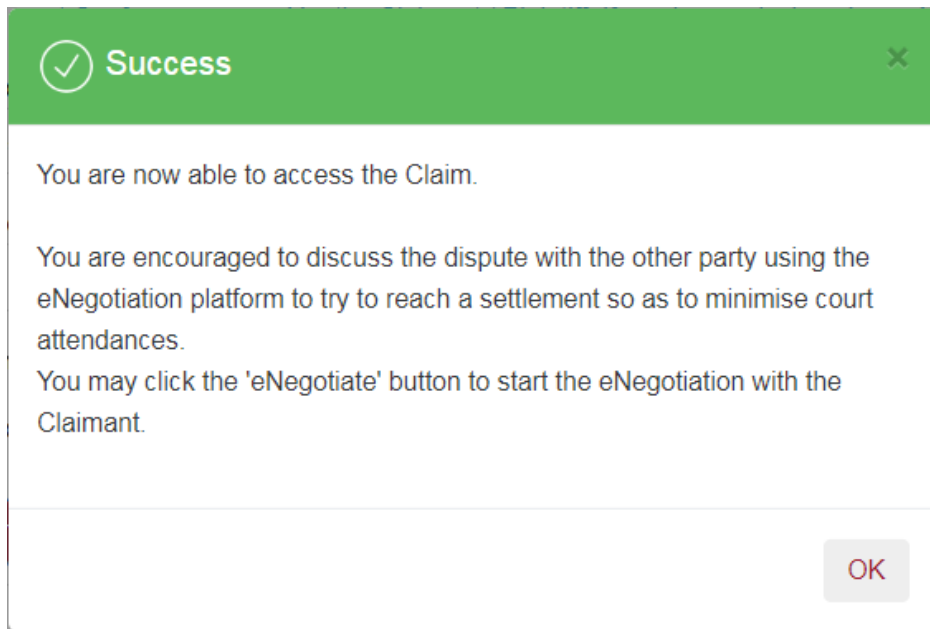 Success
You are now able to access the Claim.
You are encouraged to discuss the dispute with the other party using the
eNegotiation platform to try to reach a settlement so as to minimise court
attendances.
You may click the 'eNegotiate' button to start the eNegotiation with the
Claimant.
OK